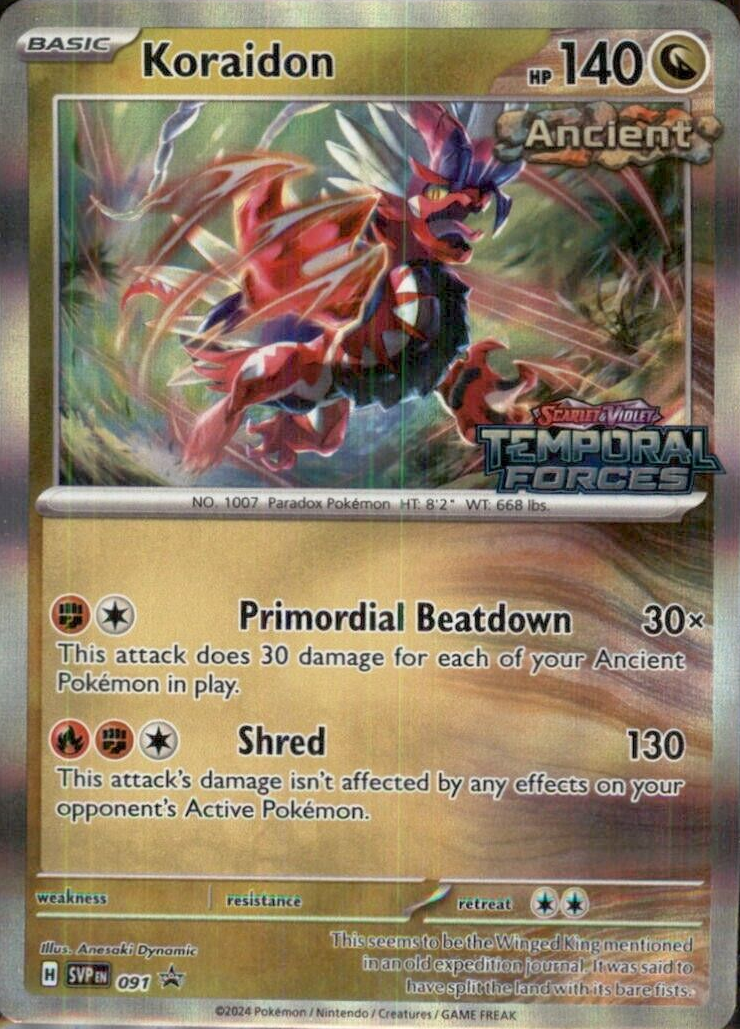 BASIC
Koraidon
HP 140
Ancient
SCARLET & VIOLET
TEMPORAL
FORCES
NO. 1007 Paradox Pokémon HT: 8'2" WT: 668 lbs.
Primordial Beatdown 30×
This attack does 30 damage for each of your Ancient
Pokémon in play.
Shred 130
This attack's damage isn't affected by any effects on your
opponent's Active Pokémon.
weakness resistance retreat
Illus. Anesaki Dynamic
This seems to be the Winged King mentioned
in an old expedition journal. It was said to
have split the land with its bare fists.
H SVP EN 091
©2024 Pokémon / Nintendo / Creatures / GAME FREAK